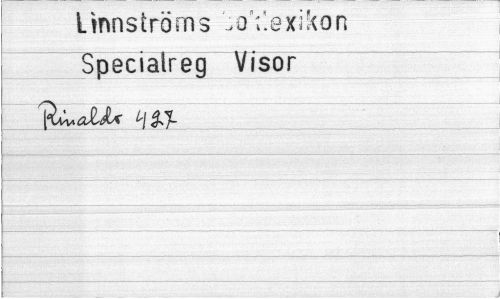 Linnströms boklexikon
Specialreg Visor
Rinaldo 427